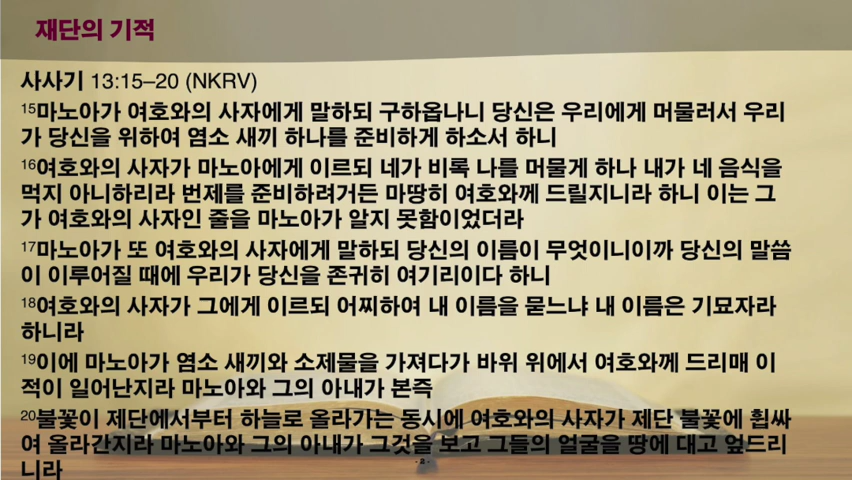 재단의 기적
사사기 13:15–20 (NKRV)
15마노아가 여호와의 사자에게 말하되 구하옵나니 당신은 우리에게 머물러서 우리
가 당신을 위하여 염소 새끼 하나를 준비하게 하소서 하니
16여호와의 사자가 마노아에게 이르되 네가 비록 나를 머물게 하나 내가 네 음식을
먹지 아니하리라 번제를 준비하려거든 마땅히 여호와께 드릴지니라 하니 이는 그
가 여호와의 사자인 줄을 마노아가 알지 못함이었더라
17마노아가 또 여호와의 사자에게 말하되 당신의 이름이 무엇이니이까 당신의 말씀
이 이루어질 때에 우리가 당신을 존귀히 여기리이다 하니
18여호와의 사자가 그에게 이르되 어찌하여 내 이름을 묻느냐 내 이름은 기묘자라
하니라
19이에 마노아가 염소 새끼와 소제물을 가져다가 바위 위에서 여호와께 드리매 이
적이 일어난지라 마노아와 그의 아내가 본즉
20불꽃이 제단에서부터 하늘로 올라가는 동시에 여호와의 사자가 제단 불꽃에 휩싸
여 올라간지라 마노아와 그의 아내가 그것을 보고 그들의 얼굴을 땅에 대고 엎드리
니라